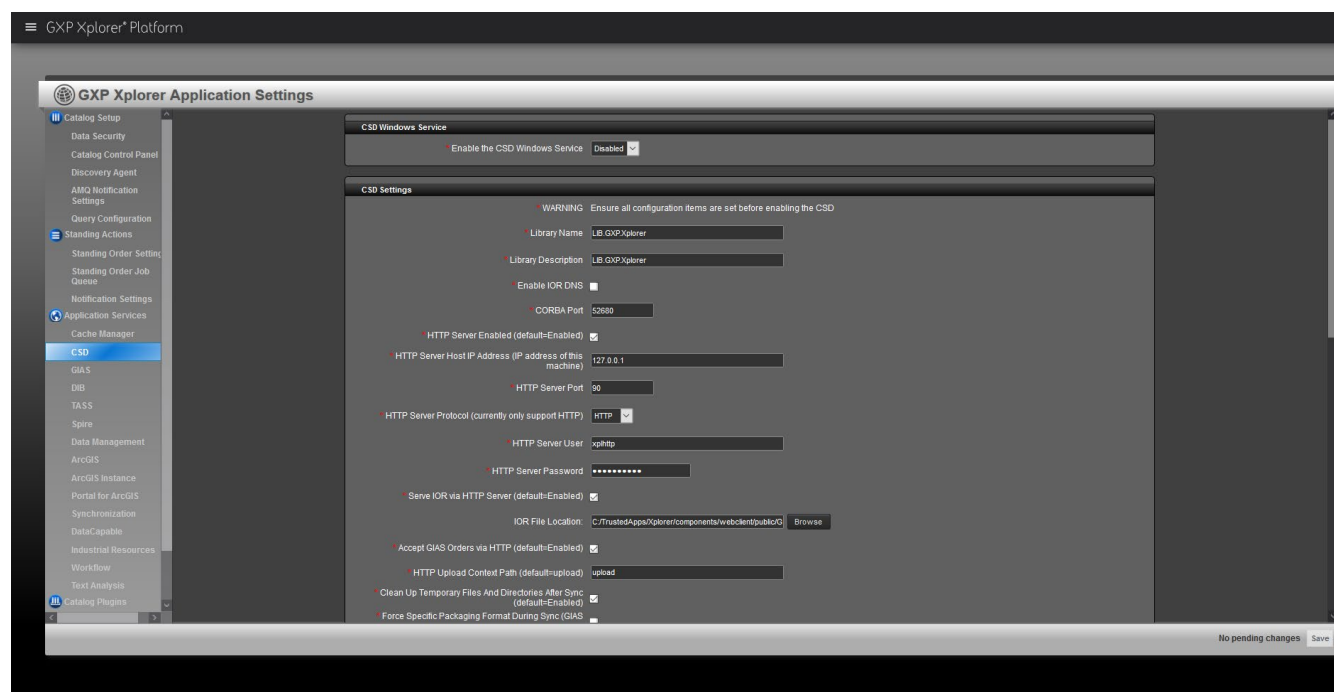 GXP Xplorer® Platform
GXP Xplorer Application Settings
Catalog Setup
Data Security
Catalog Control Panel
Discovery Agent
AMQ Notification
Settings
Query Configuration
Standing Actions
Standing Order Setting
Standing Order Job
Queue
Notification Settings
Application Services
Cache Manager
CSD
GIAS
DIB
TASS
Spire
Data Management
ArcGIS
ArcGIS Instance
Portal for ArcGIS
Synchronization
DataCapable
Industrial Resources
Workflow
Text Analysis
Catalog Plugins
CSD Windows Service
* Enable the CSD Windows Service Disabled
CSD Settings
* WARNING Ensure all configuration items are set before enabling the CSD
* Library Name LIB.GXP.Xplorer
* Library Description LIB.GXP.Xplorer
* Enable IOR DNS
* CORBA Port 52680
* HTTP Server Enabled (default=Enabled)
* HTTP Server Host IP Address (IP address of this
machine) 127.0.0.1
* HTTP Server Port 90
* HTTP Server Protocol (currently only support HTTP) HTTP
* HTTP Server User xplhttp
* HTTP Server Password ••••••••••
* Serve IOR via HTTP Server (default=Enabled)
IOR File Location: C:/TrustedApps/Xplorer/components/webclient/public/G Browse
* Accept GIAS Orders via HTTP (default=Enabled)
* HTTP Upload Context Path (default=upload) upload
* Clean Up Temporary Files And Directories After Sync
(default=Enabled)
* Force Specific Packaging Format During Sync (GIAS
No pending changes Save